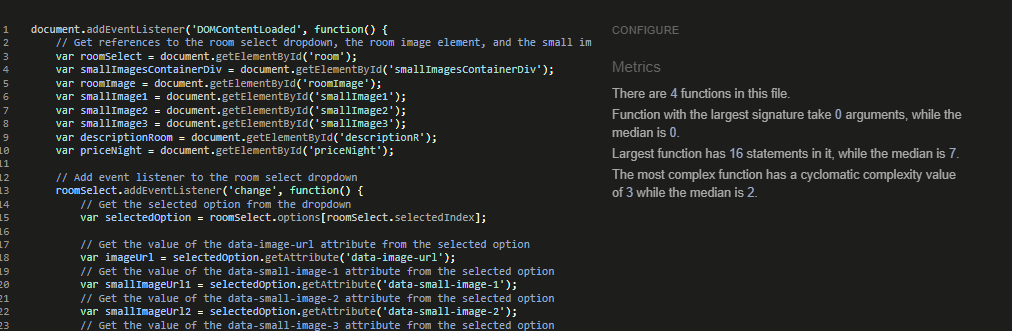 1 document.addEventListener('DOMContentLoaded', function() {
2 // Get references to the room select dropdown, the room image element, and the small im
3 var roomSelect = document.getElementById('room');
4 var smallImagesContainerDiv = document.getElementById('smallImagesContainerDiv');
5 var roomImage = document.getElementById('roomImage');
6 var smallImage1 = document.getElementById('smallImage1');
7 var smallImage2 = document.getElementById('smallImage2');
8 var smallImage3 = document.getElementById('smallImage3');
9 var descriptionRoom = document.getElementById('descriptionR');
10 var priceNight = document.getElementById('priceNight');
11
12 // Add event listener to the room select dropdown
13 roomSelect.addEventListener('change', function() {
14 // Get the selected option from the dropdown
15 var selectedOption = roomSelect.options[roomSelect.selectedIndex];
16
17 // Get the value of the data-image-url attribute from the selected option
18 var imageUrl = selectedOption.getAttribute('data-image-url');
19 // Get the value of the data-small-image-1 attribute from the selected option
20 var smallImageUrl1 = selectedOption.getAttribute('data-small-image-1');
21 // Get the value of the data-small-image-2 attribute from the selected option
22 var smallImageUrl2 = selectedOption.getAttribute('data-small-image-2');
23 // Get the value of the data-small-image-3 attribute from the selected option
CONFIGURE
Metrics
There are 4 functions in this file.
Function with the largest signature take 0 arguments, while the
median is 0.
Largest function has 16 statements in it, while the median is 7.
The most complex function has a cyclomatic complexity value
of 3 while the median is 2.